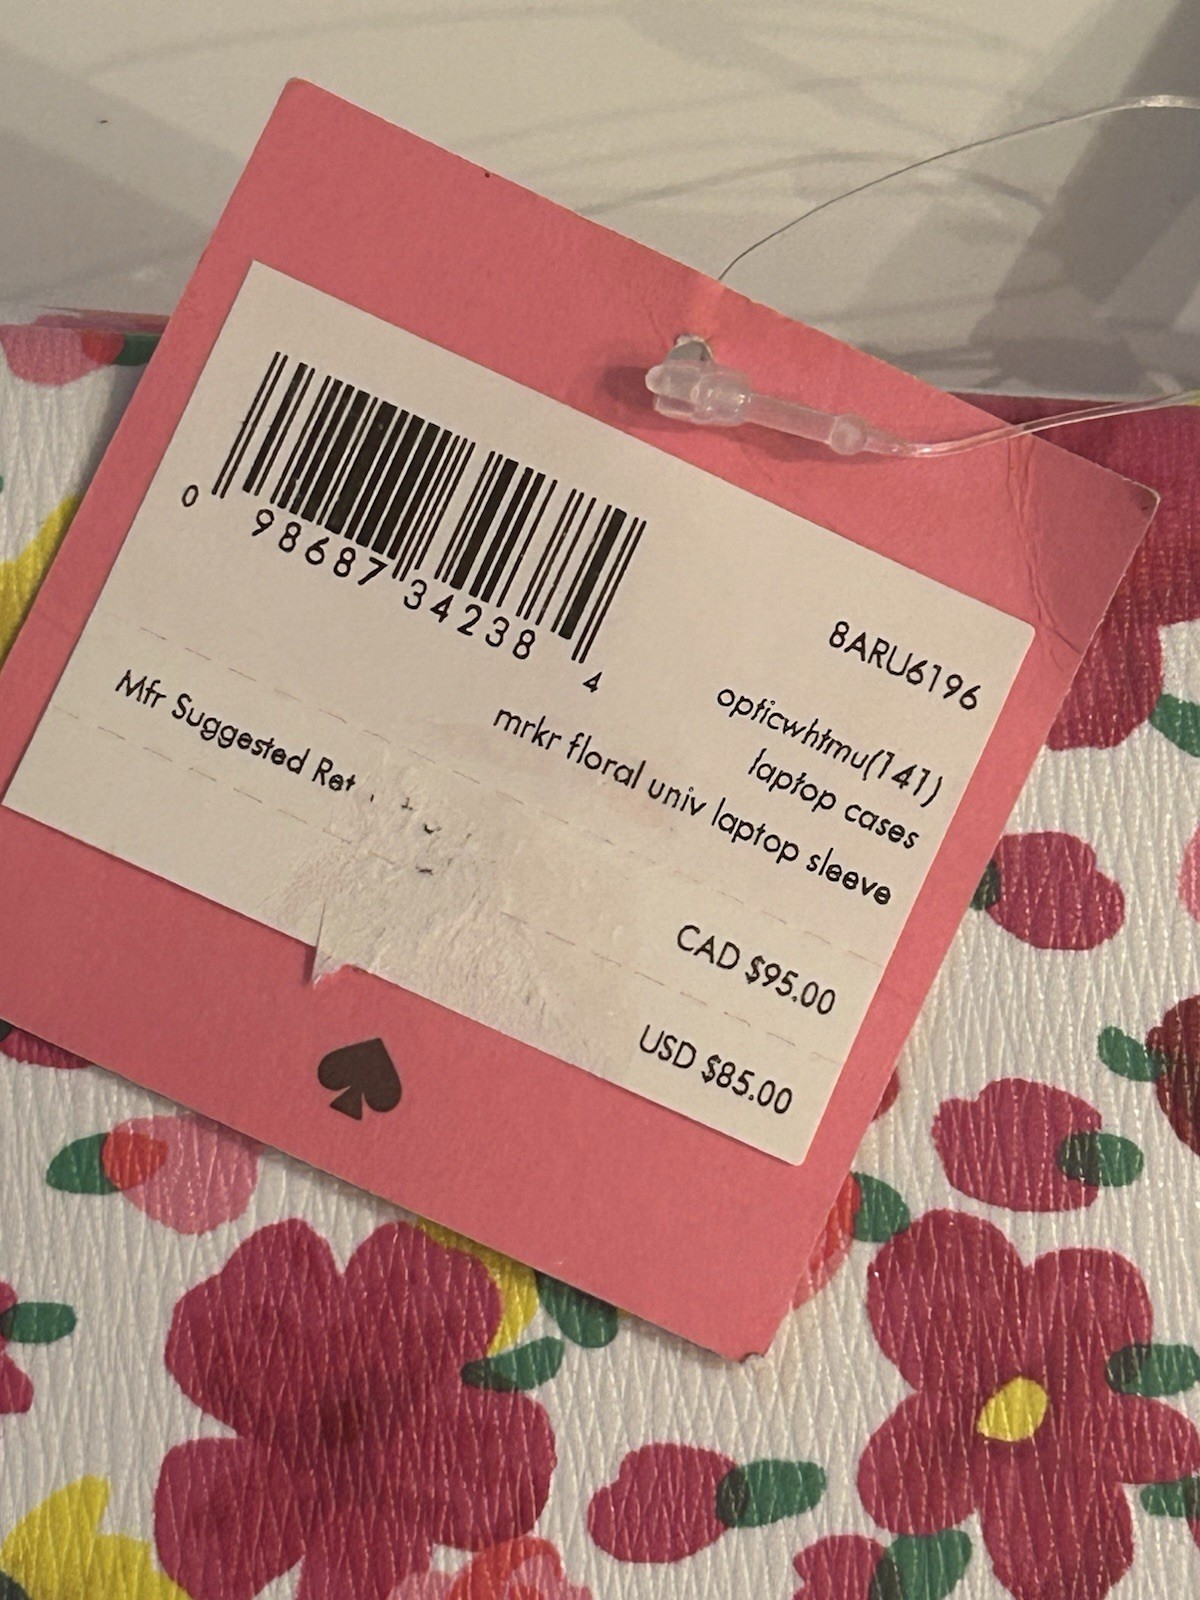 0 98687 34238 4
8ARU6196
opticwhtmu(141)
laptop cases
mrkr floral univ laptop sleeve
Mfr Suggested
CAD $95.00
USD $85.00